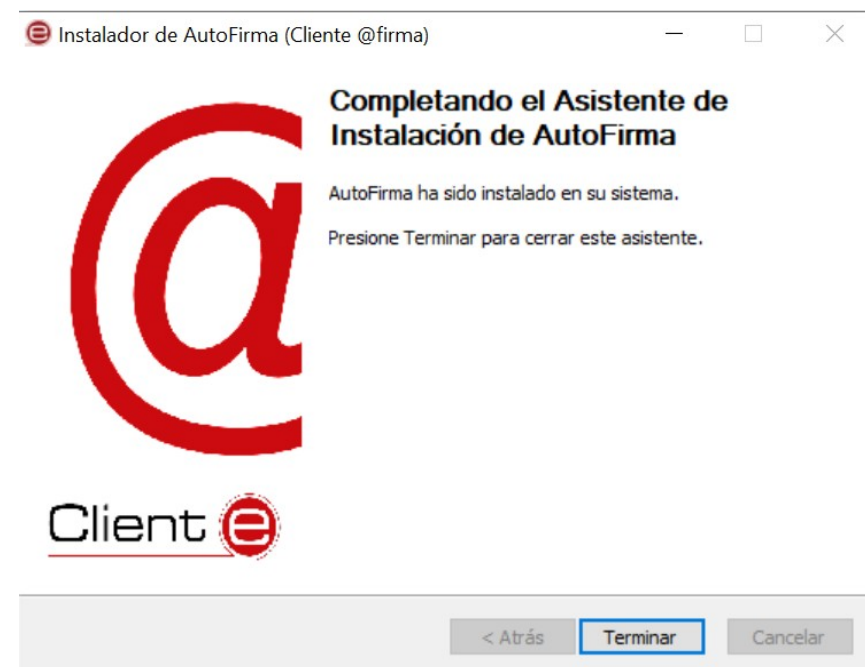 Instalador de AutoFirma (Cliente @firma)
Completando el Asistente de
Instalación de AutoFirma
AutoFirma ha sido instalado en su sistema.
Presione Terminar para cerrar este asistente.
@
Client e
< Atrás
Terminar
Cancelar